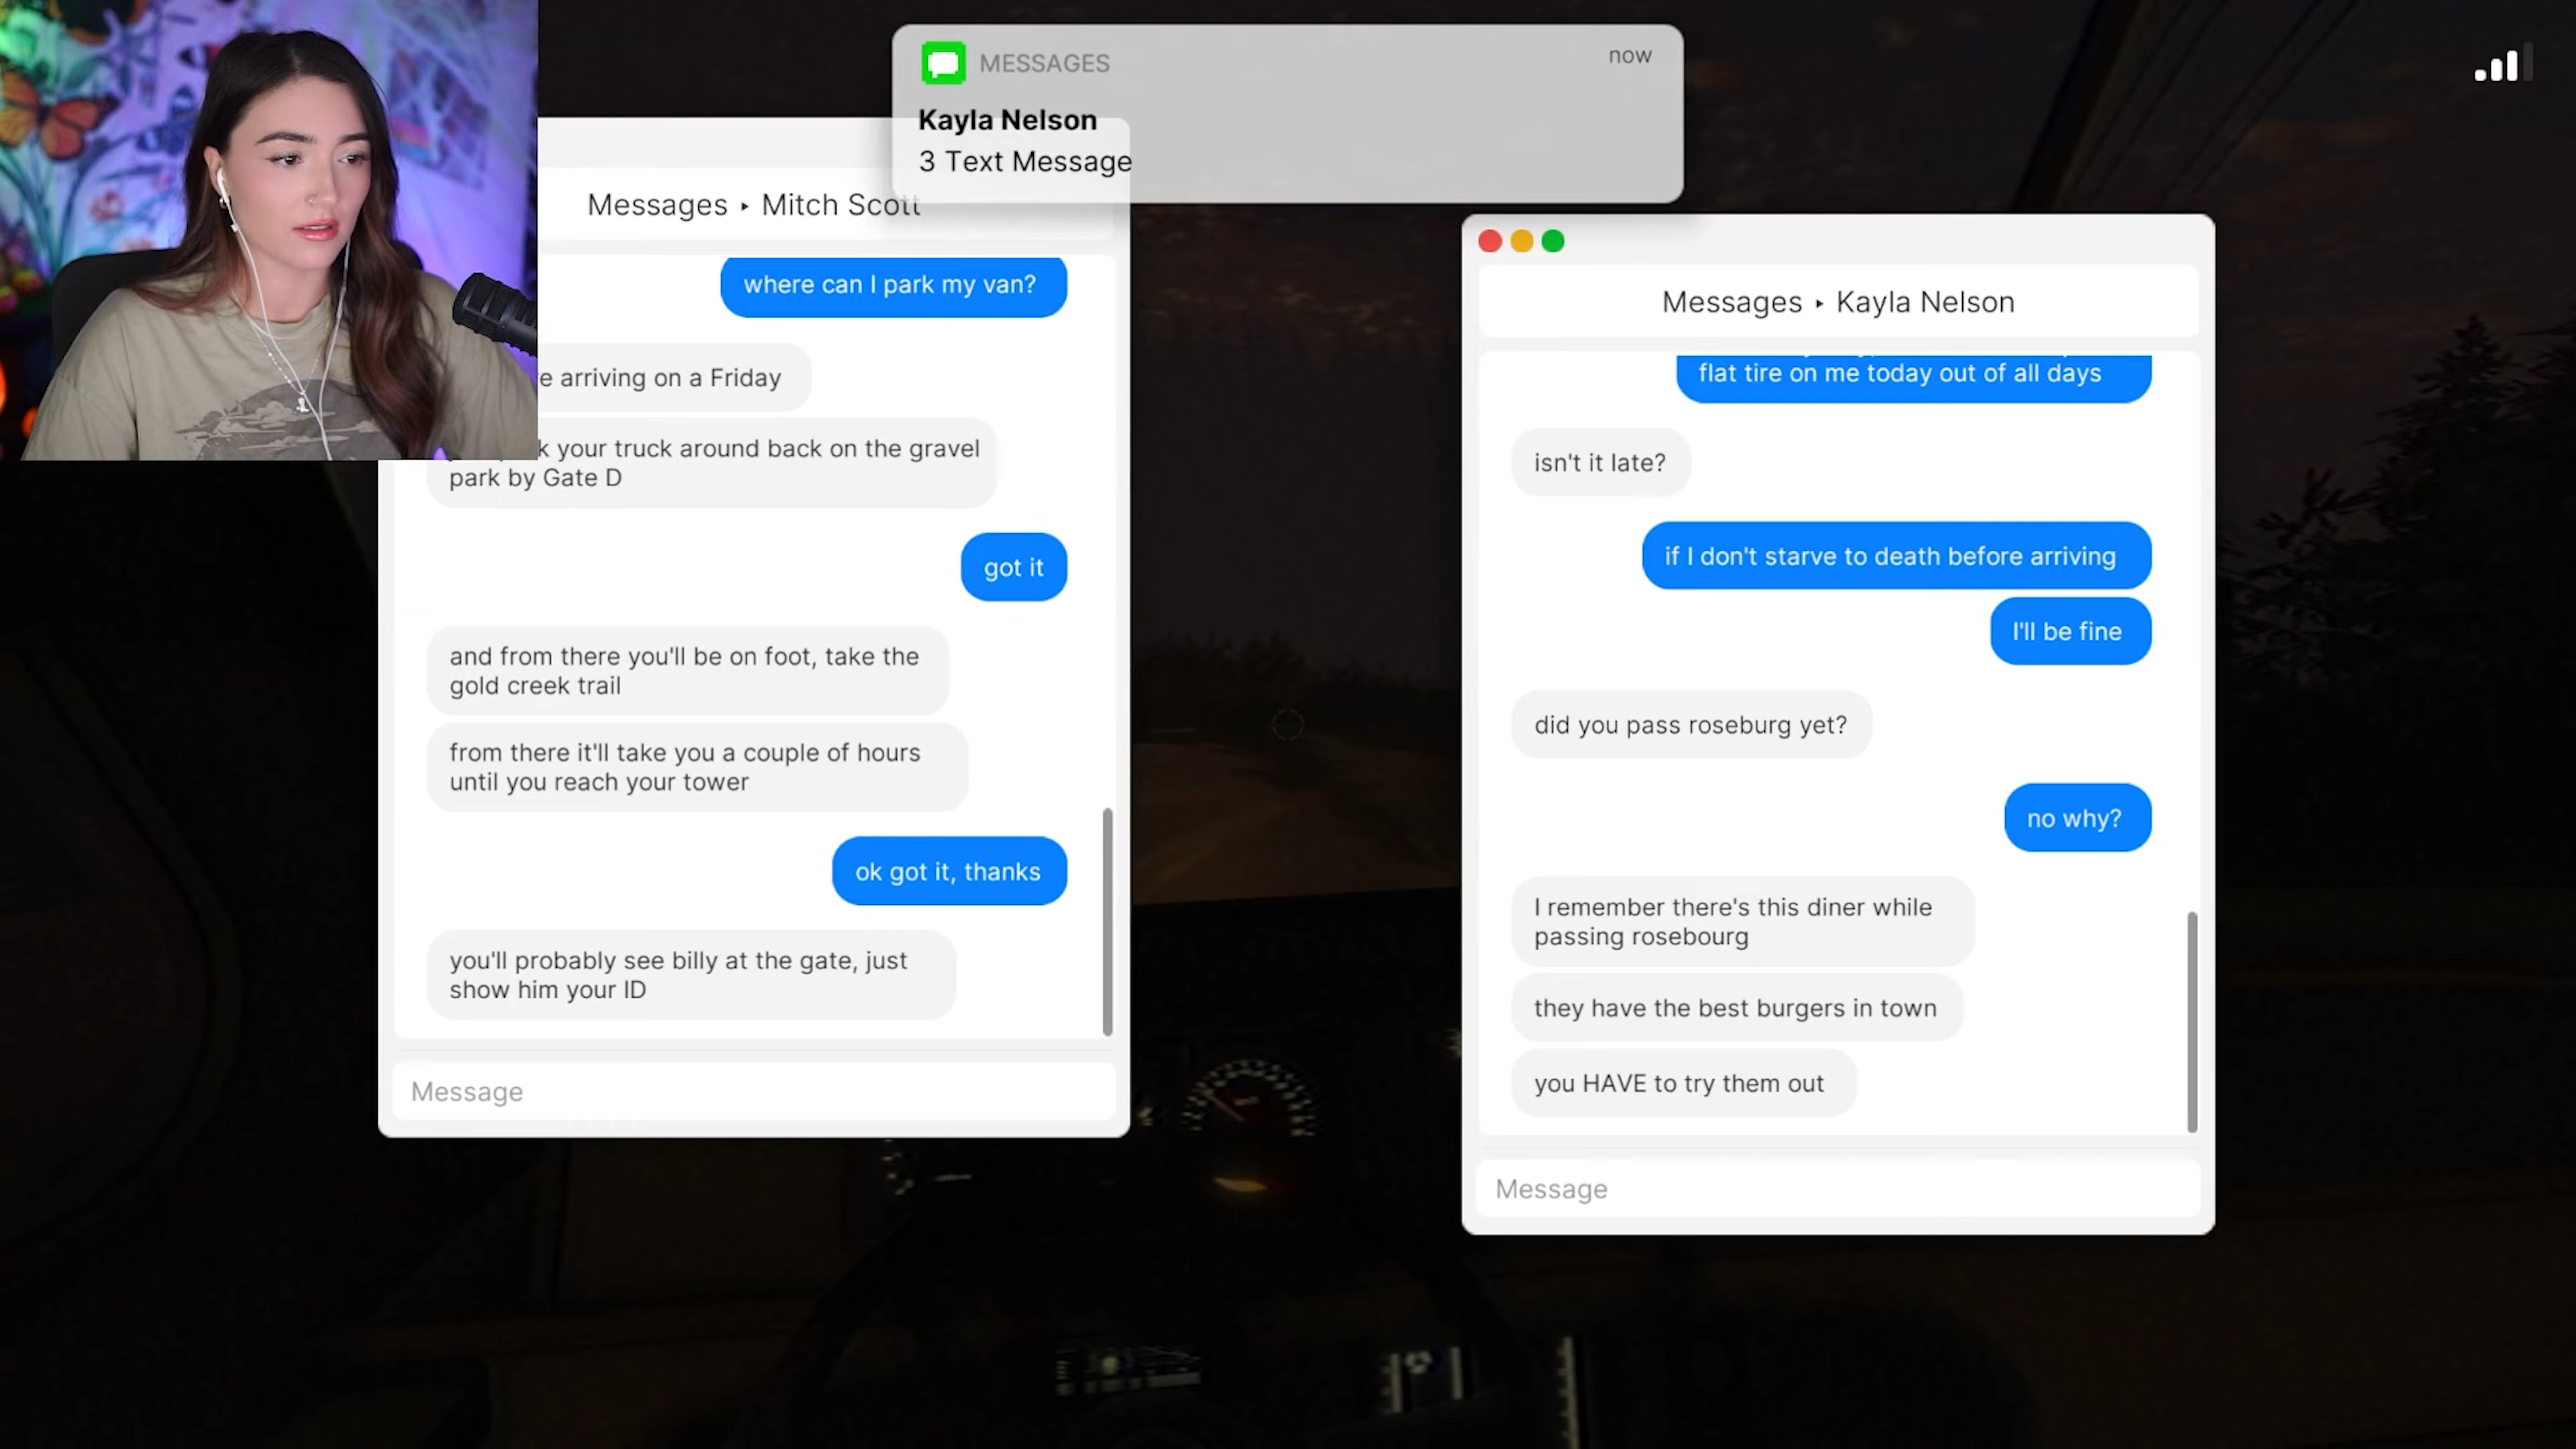 MESSAGES
now
Kayla Nelson
3 Text Message
Messages ‣ Mitch Scott
where can I park my van?
e arriving on a Friday
k your truck around back on the gravel
park by Gate D
got it
and from there you'll be on foot, take the
gold creek trail
from there it'll take you a couple of hours
until you reach your tower
ok got it, thanks
you'll probably see billy at the gate, just
show him your ID
Message
Messages ‣ Kayla Nelson
flat tire on me today out of all days
isn't it late?
if I don't starve to death before arriving
I'll be fine
did you pass roseburg yet?
no why?
I remember there's this diner while
passing rosebourg
they have the best burgers in town
you HAVE to try them out
Message